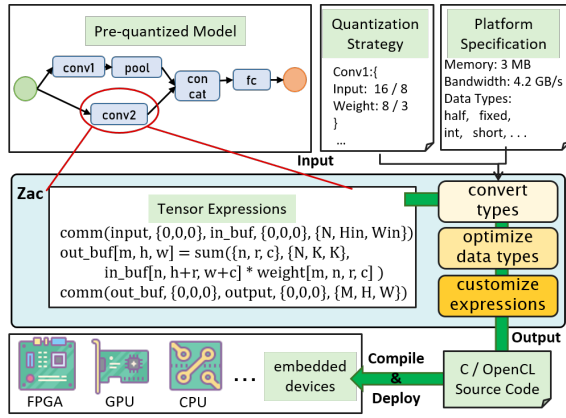 Pre-quantized Model
conv1
pool
con
cat
fc
conv2
Quantization
Strategy
Conv1:{
Input: 16 / 8
Weight: 8 / 3
}
...
Platform
Specification
Memory: 3 MB
Bandwidth: 4.2 GB/s
Data Types:
half, fixed,
int, short, . . .
Input
Zac
Tensor Expressions
comm(input, {0,0,0}, in_buf, {0,0,0}, {N, Hin, Win})
out_buf[m, h, w] = sum({n, r, c}, {N, K, K},
in_buf[n, h+r, w+c] * weight[m, n, r, c] )
comm(out_buf, {0,0,0}, output, {0,0,0}, {M, H, W})
convert
types
optimize
data types
customize
expressions
Output
FPGA
GPU
CPU
...
embedded
devices
Compile
&
Deploy
C / OpenCL
Source Code